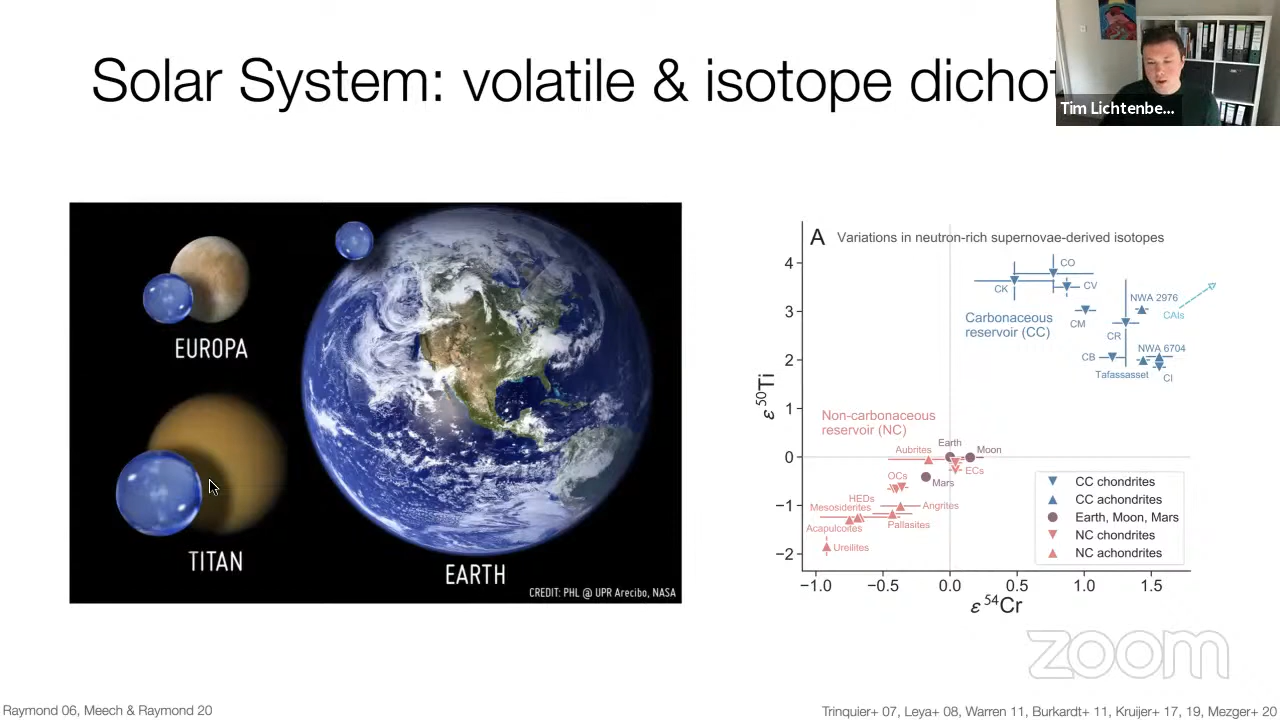 Solar System: volatile & isotope dichot
Tim Lichtenbe...
EUROPA
TITAN
EARTH
CREDIT: PHL @ UPR Arecibo, NASA
A Variations in neutron-rich supernovae-derived isotopes
ε⁵⁰Ti
4
3
2
1
0
−1
−2
CO
CK
CV
NWA 2976
CAIs
CM
Carbonaceous
reservoir (CC)
CR
NWA 6704
CB
Tafassasset
CI
Non-carbonaceous
reservoir (NC)
Earth
Aubrites
Moon
ECs
OCs
Mars
HEDs
Mesosiderites
Angrites
Acapulcoites
Pallasites
Ureilites
CC chondrites
CC achondrites
Earth, Moon, Mars
NC chondrites
NC achondrites
−1.0 −0.5 0.0 0.5 1.0 1.5
ε⁵⁴Cr
zoom
Raymond 06, Meech & Raymond 20
Trinquier+ 07, Leya+ 08, Warren 11, Burkardt+ 11, Kruijer+ 17, 19, Mezger+ 20